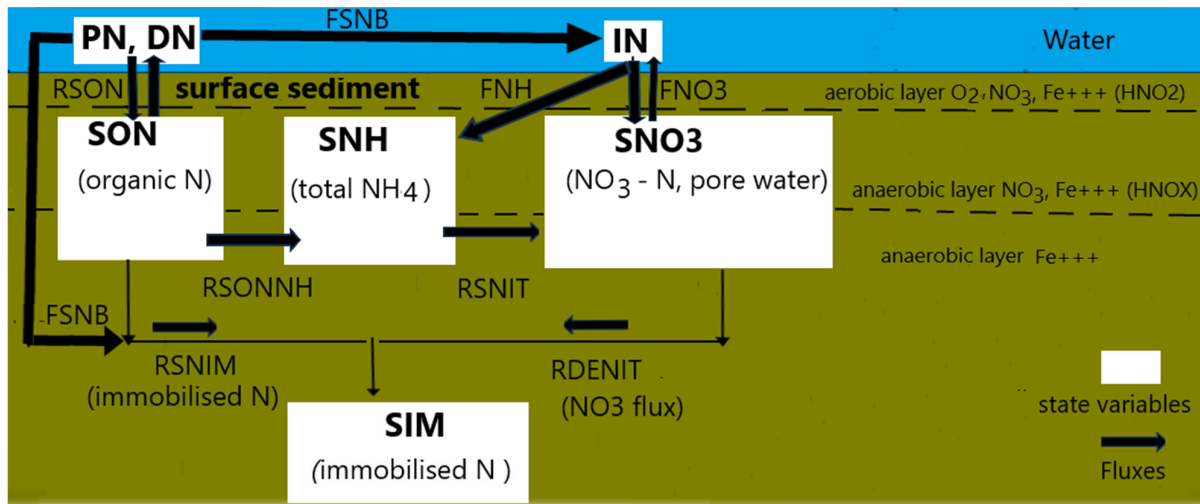 FSNB
PN, DN
IN
Water
RSON
surface sediment
FNH
FNO3
aerobic layer O2, NO3, Fe+++ (HNO2)
SON
(organic N)
SNH
(total NH4)
SNO3
(NO3 - N, pore water)
anaerobic layer NO3, Fe+++ (HNOX)
anaerobic layer Fe+++
RSONNH
RSNIT
FSNB
RSNIM
(immobilised N)
RDENIT
(NO3 flux)
SIM
(immobilised N )
state variables
Fluxes